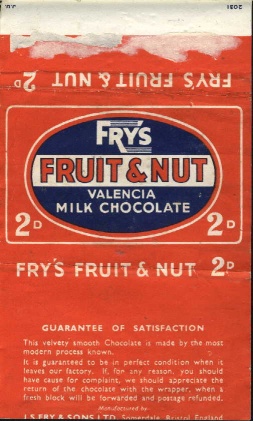 2031
FRY'S FRUIT & NUT 2D
FRY'S
FRUIT & NUT
VALENCIA
MILK CHOCOLATE
2D 2D
FRY'S FRUIT & NUT 2D
GUARANTEE OF SATISFACTION
This velvety smooth Chocolate is made by the most
modern process known.
It is guaranteed to be in perfect condition when it
leaves our factory. If, for any reason, you should
have cause for complaint, we should appreciate the
return of the chocolate with the wrapper, when a
fresh block will be forwarded and postage refunded.
Manufactured by
J. S. FRY & SONS LTD. Somerdale, Bristol, England